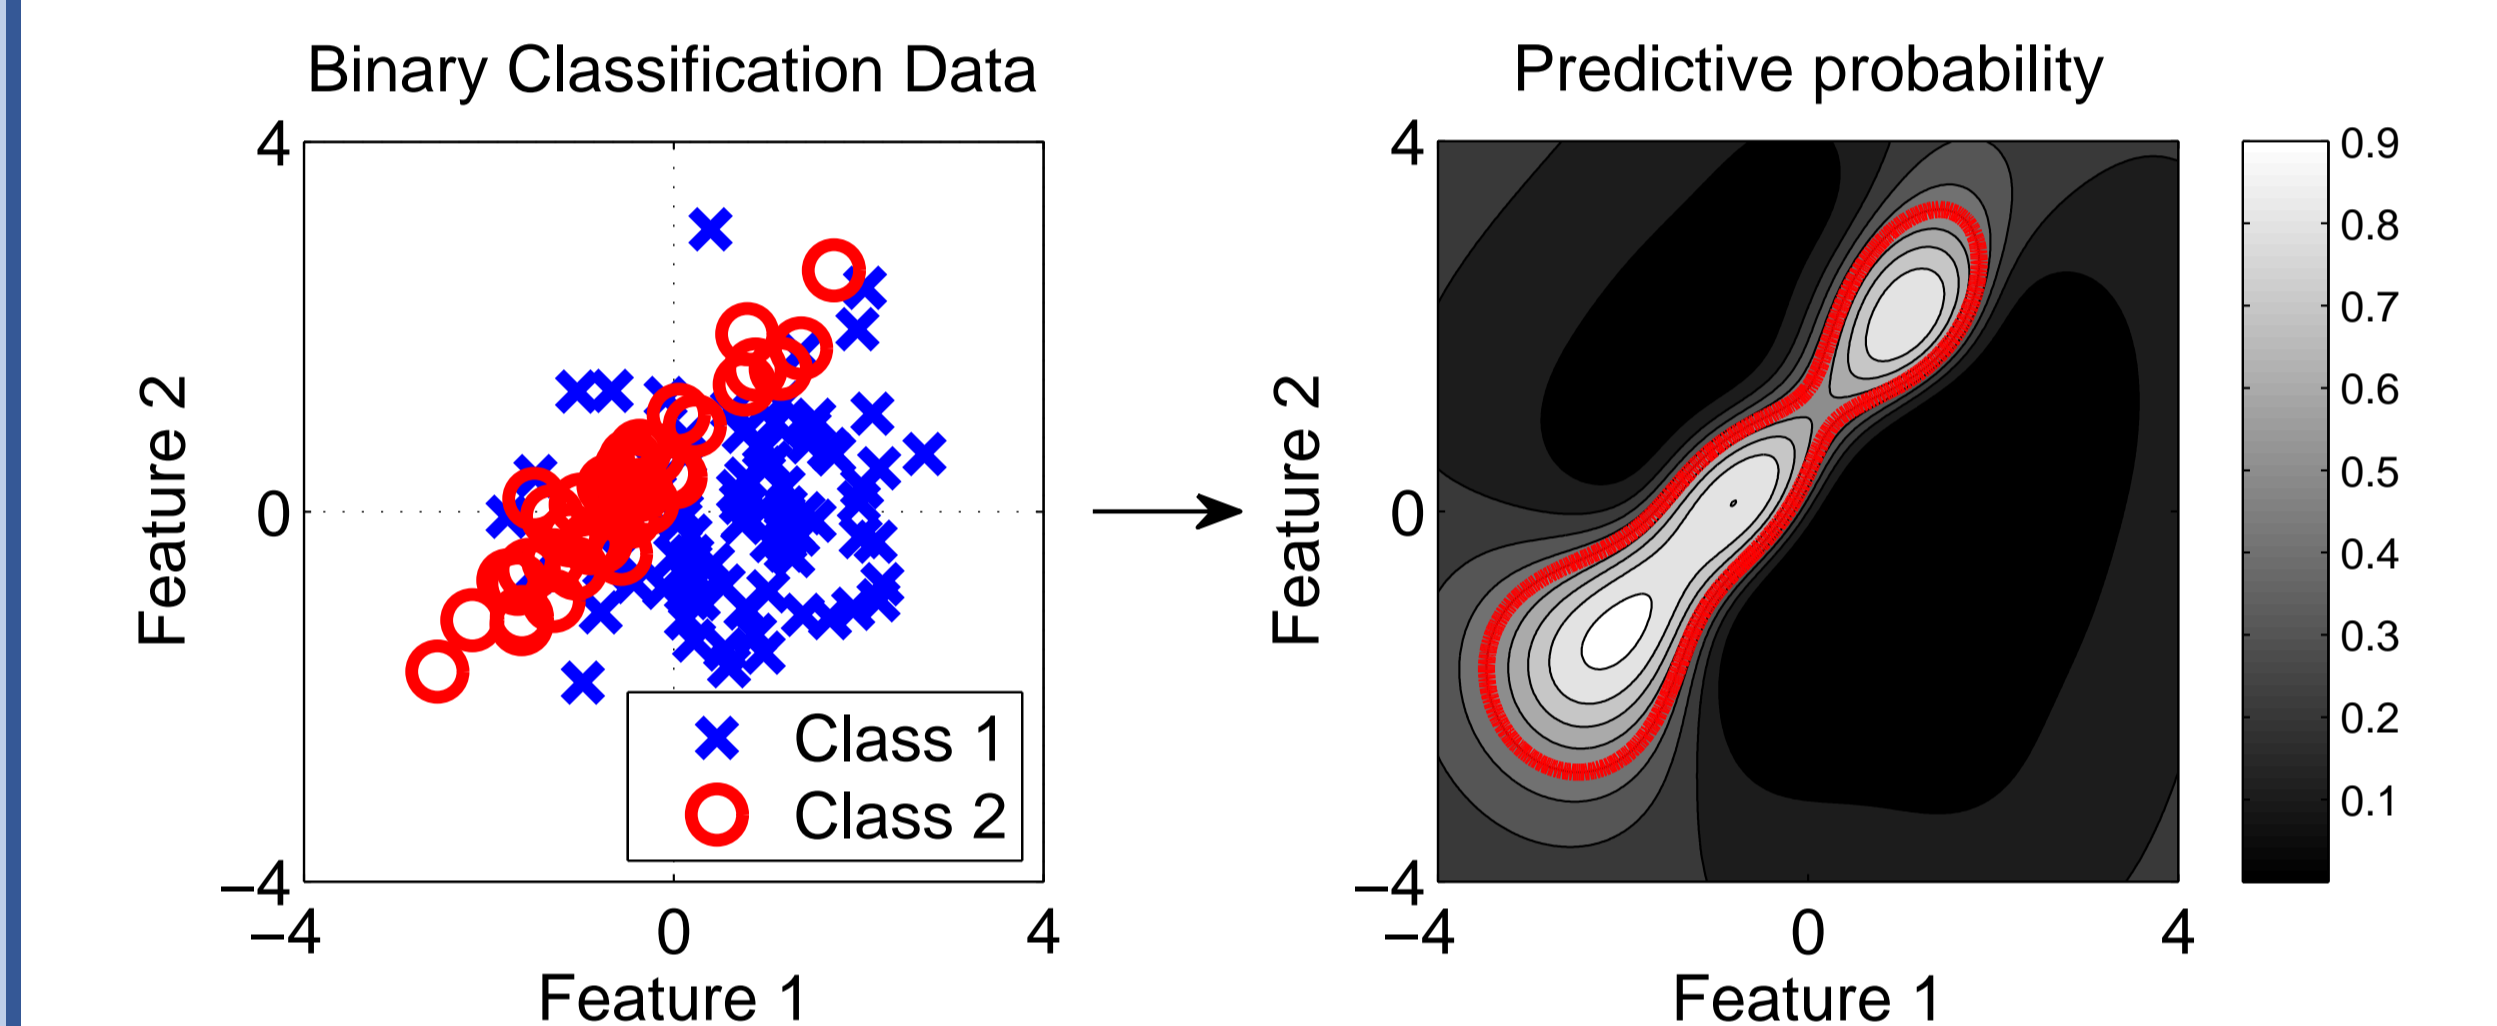 Binary Classification Data
4
0
−4
−4
0
4
Feature 2
Feature 1
Class 1
Class 2
Predictive probability
4
0
−4
−4
0
4
Feature 2
Feature 1
0.9
0.8
0.7
0.6
0.5
0.4
0.3
0.2
0.1